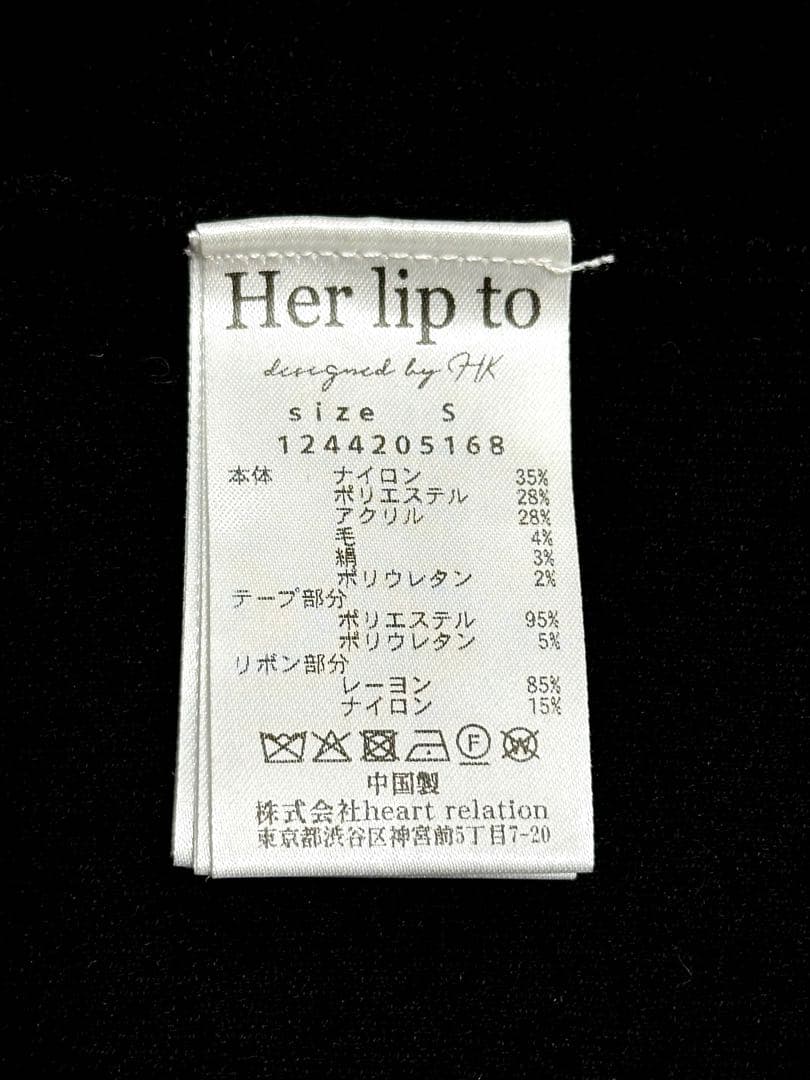 Her lip to
designed by HK
size S
1244205168
本体 ナイロン 35%
ポリエステル 28%
アクリル 28%
毛 4%
絹 3%
ポリウレタン 2%
テープ部分
ポリエステル 95%
ポリウレタン 5%
リボン部分
レーヨン 85%
ナイロン 15%
F W
中国製
株式会社heart relation
東京都渋谷区神宮前5丁目7-20